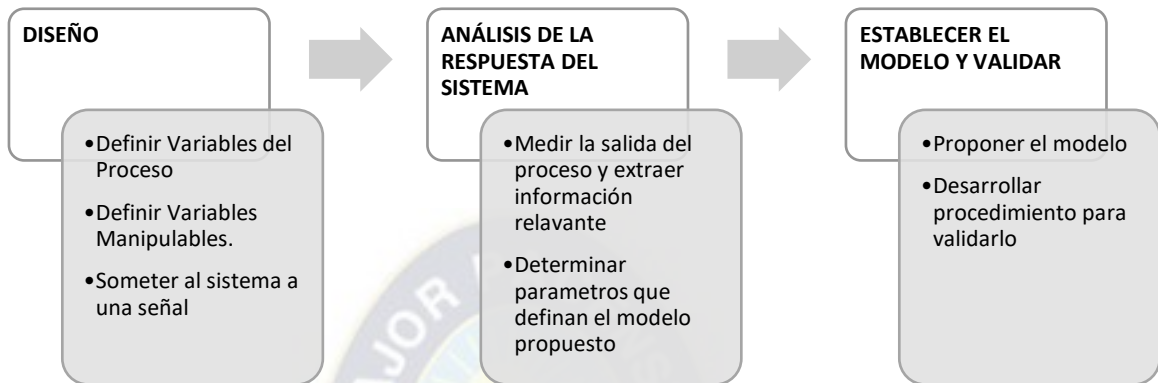 DISEÑO
•Definir Variables del
Proceso
•Definir Variables
Manipulables.
•Someter al sistema a
una señal
ANÁLISIS DE LA
RESPUESTA DEL
SISTEMA
•Medir la salida del
proceso y extraer
información
relavante
•Determinar
parametros que
definan el modelo
propuesto
ESTABLECER EL
MODELO Y VALIDAR
•Proponer el modelo
•Desarrollar
procedimiento para
validarlo